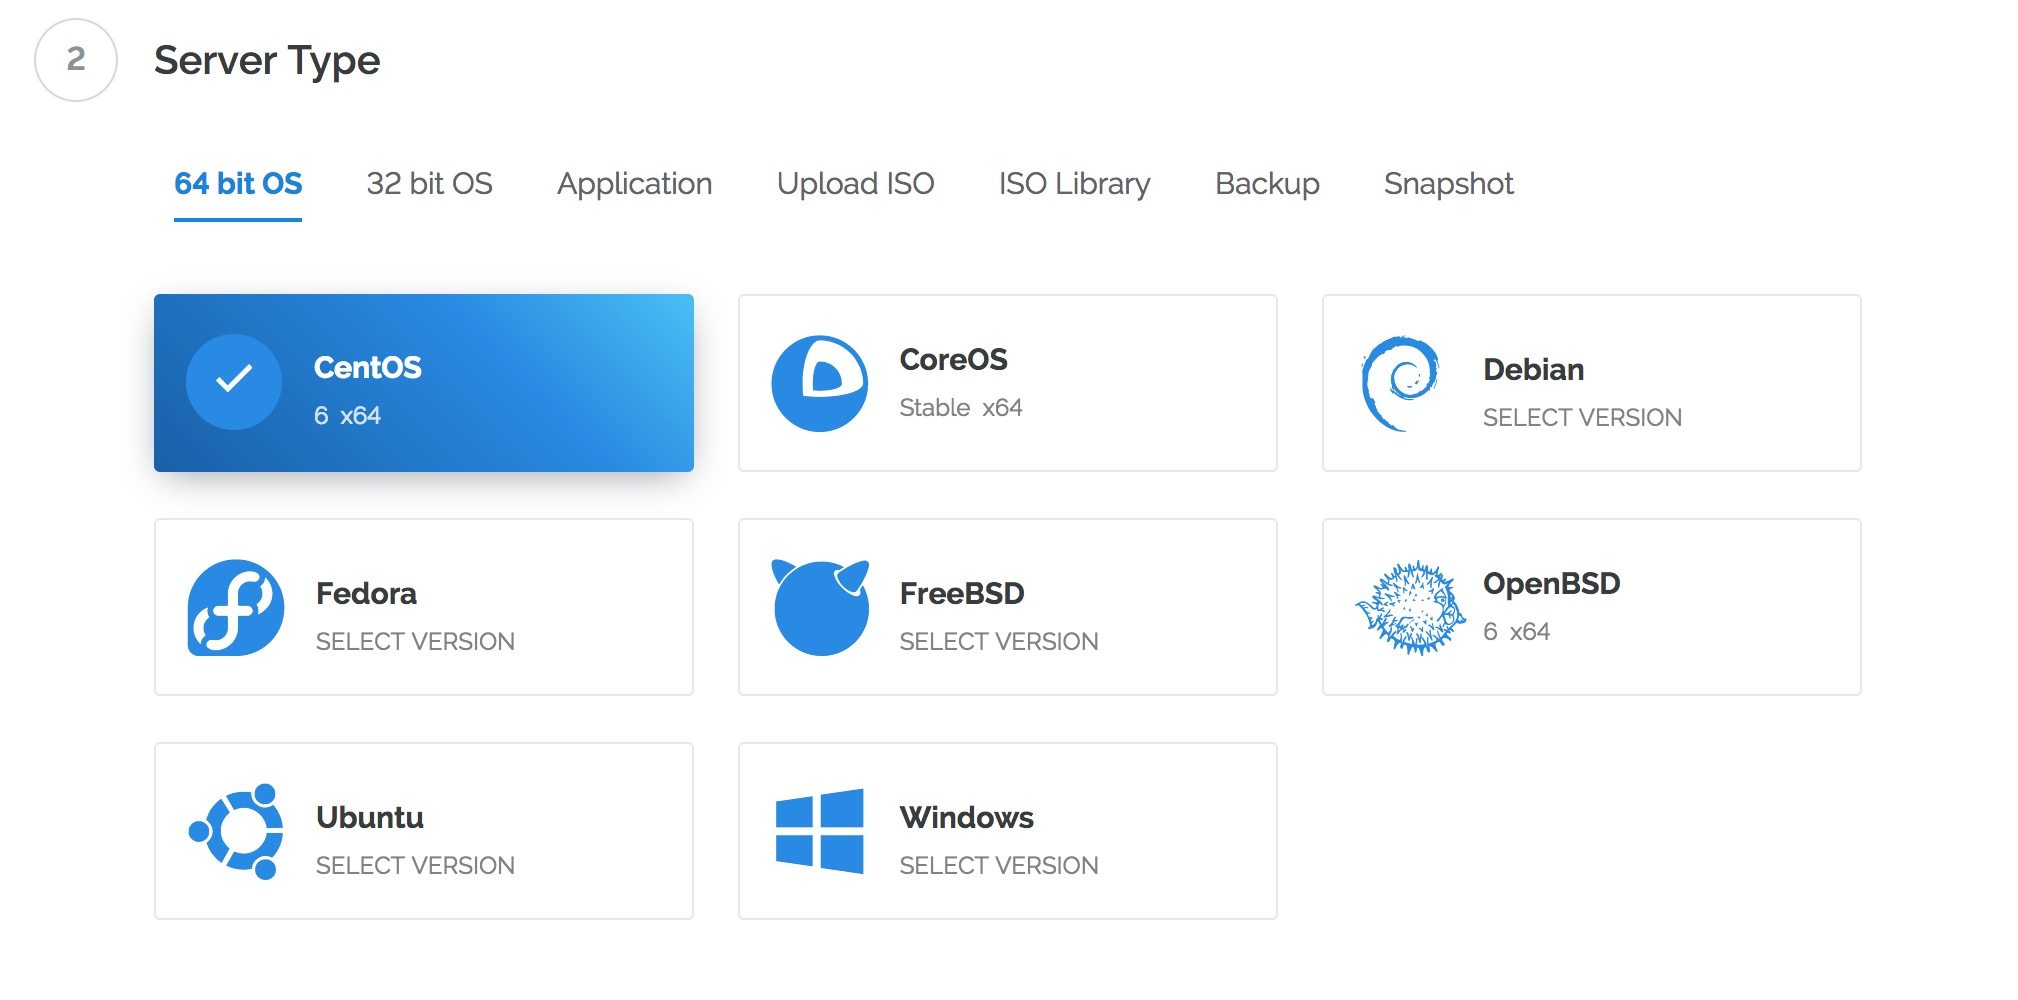 2
Server Type
64 bit OS 32 bit OS Application Upload ISO ISO Library Backup Snapshot
CentOS
6 x64
CoreOS
Stable x64
Debian
SELECT VERSION
Fedora
SELECT VERSION
FreeBSD
SELECT VERSION
OpenBSD
6 x64
Ubuntu
SELECT VERSION
Windows
SELECT VERSION